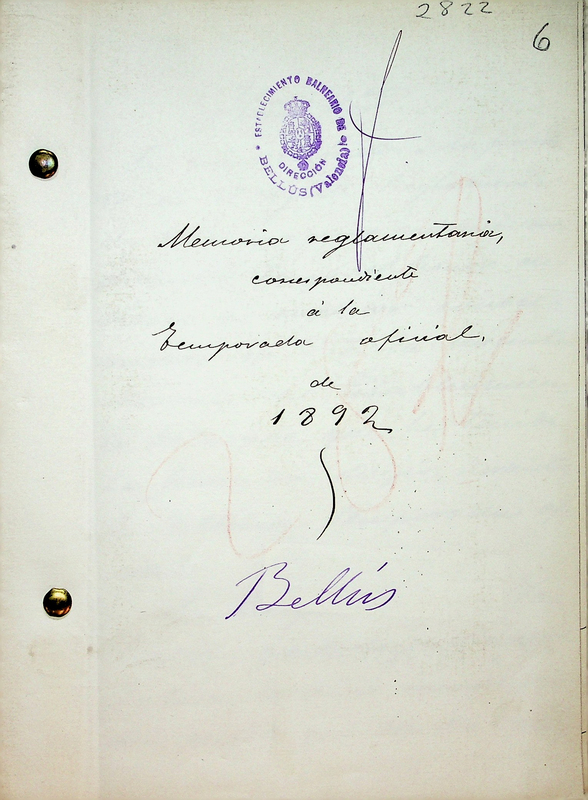 2822
6
ESTABLECIMIENTO BALNEARIO DE
BELLÚS (Valencia)
DIRECCIÓN
Memoria reglamentaria,
correspondiente
á la
Temporada oficial,
de
1892
Bellús